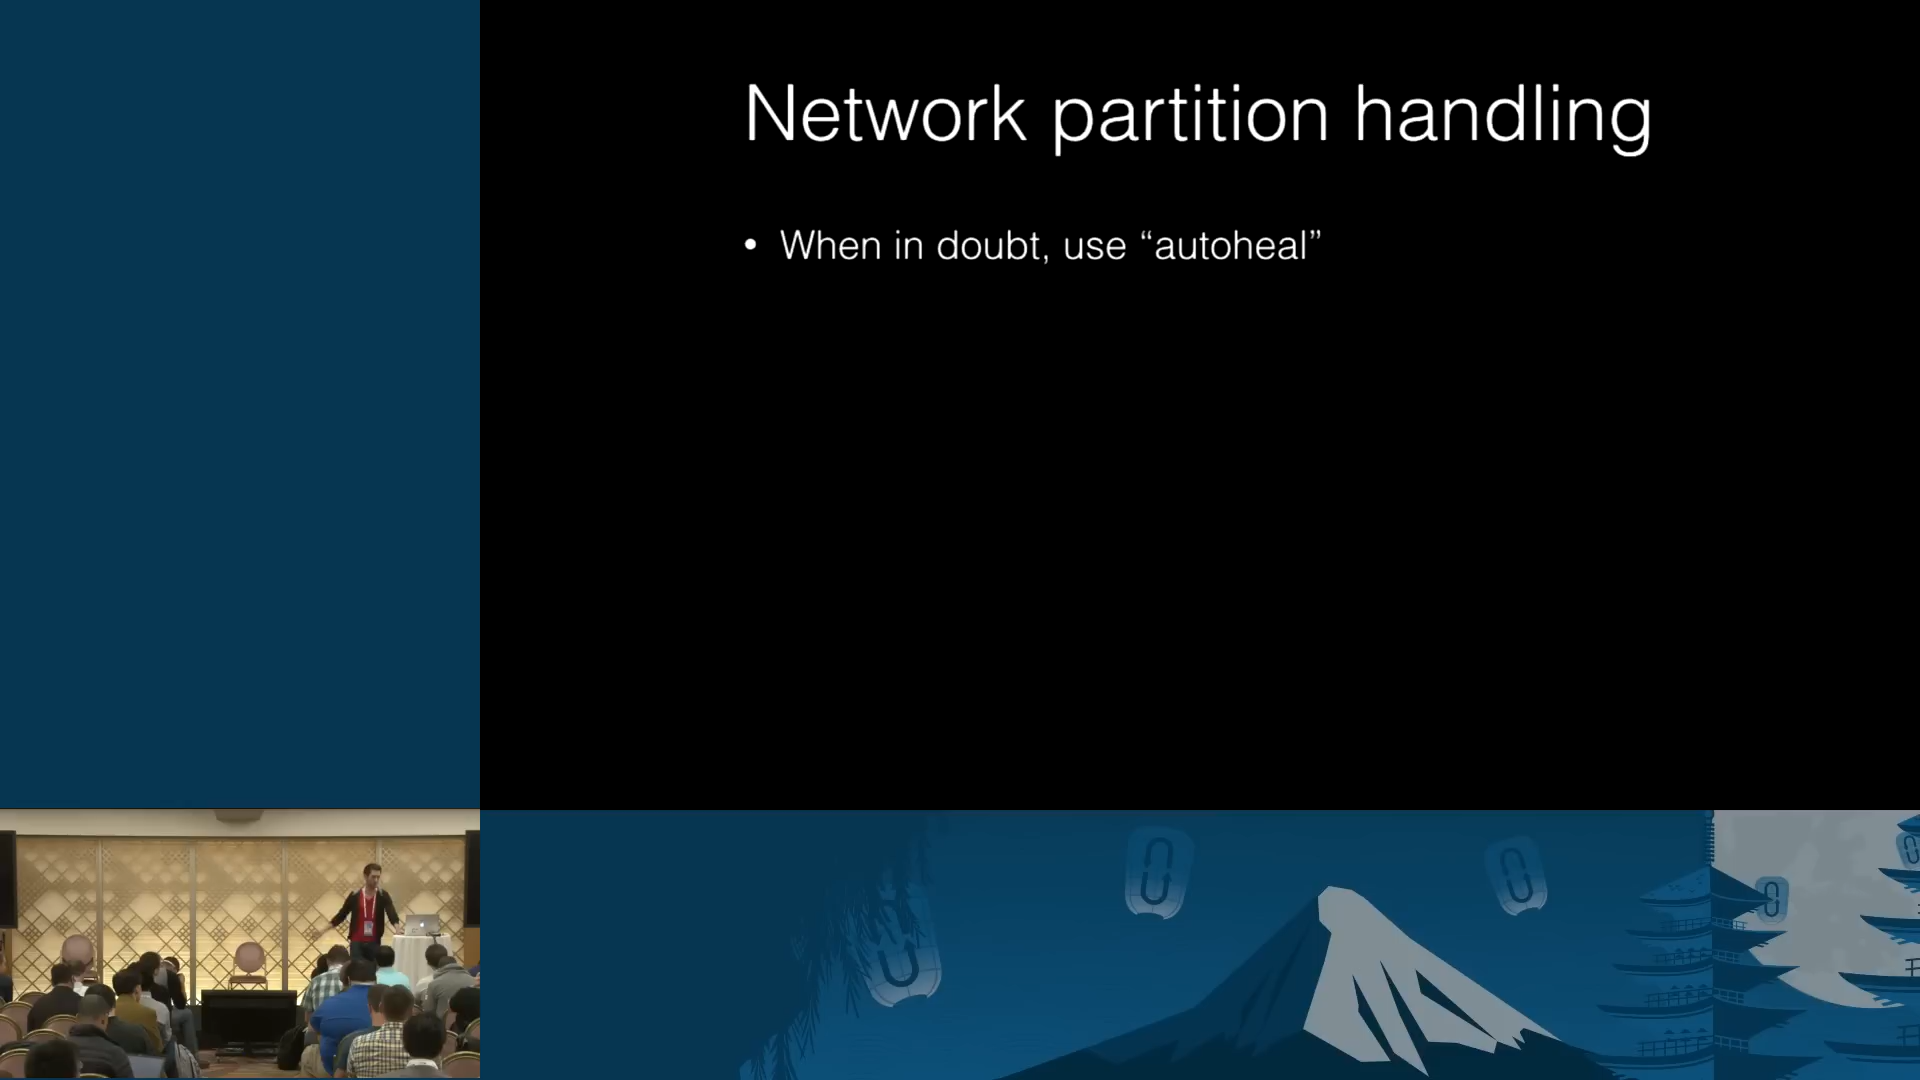 Network partition handling
• When in doubt, use “autoheal”